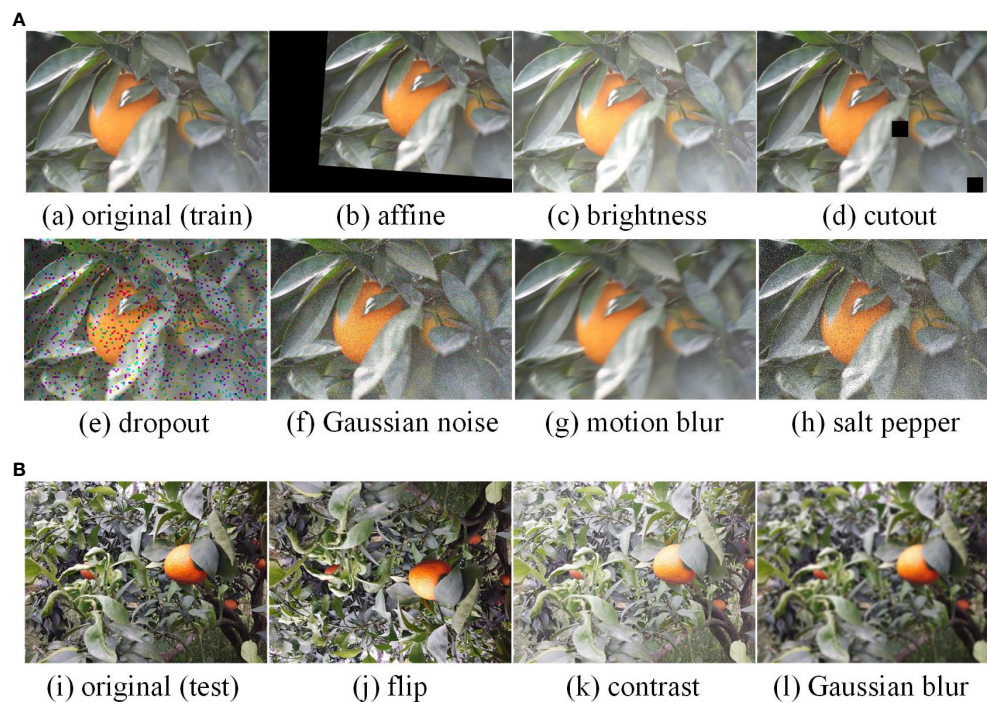 A
(a) original (train) (b) affine (c) brightness (d) cutout
(e) dropout (f) Gaussian noise (g) motion blur (h) salt pepper
B
(i) original (test) (j) flip (k) contrast (l) Gaussian blur